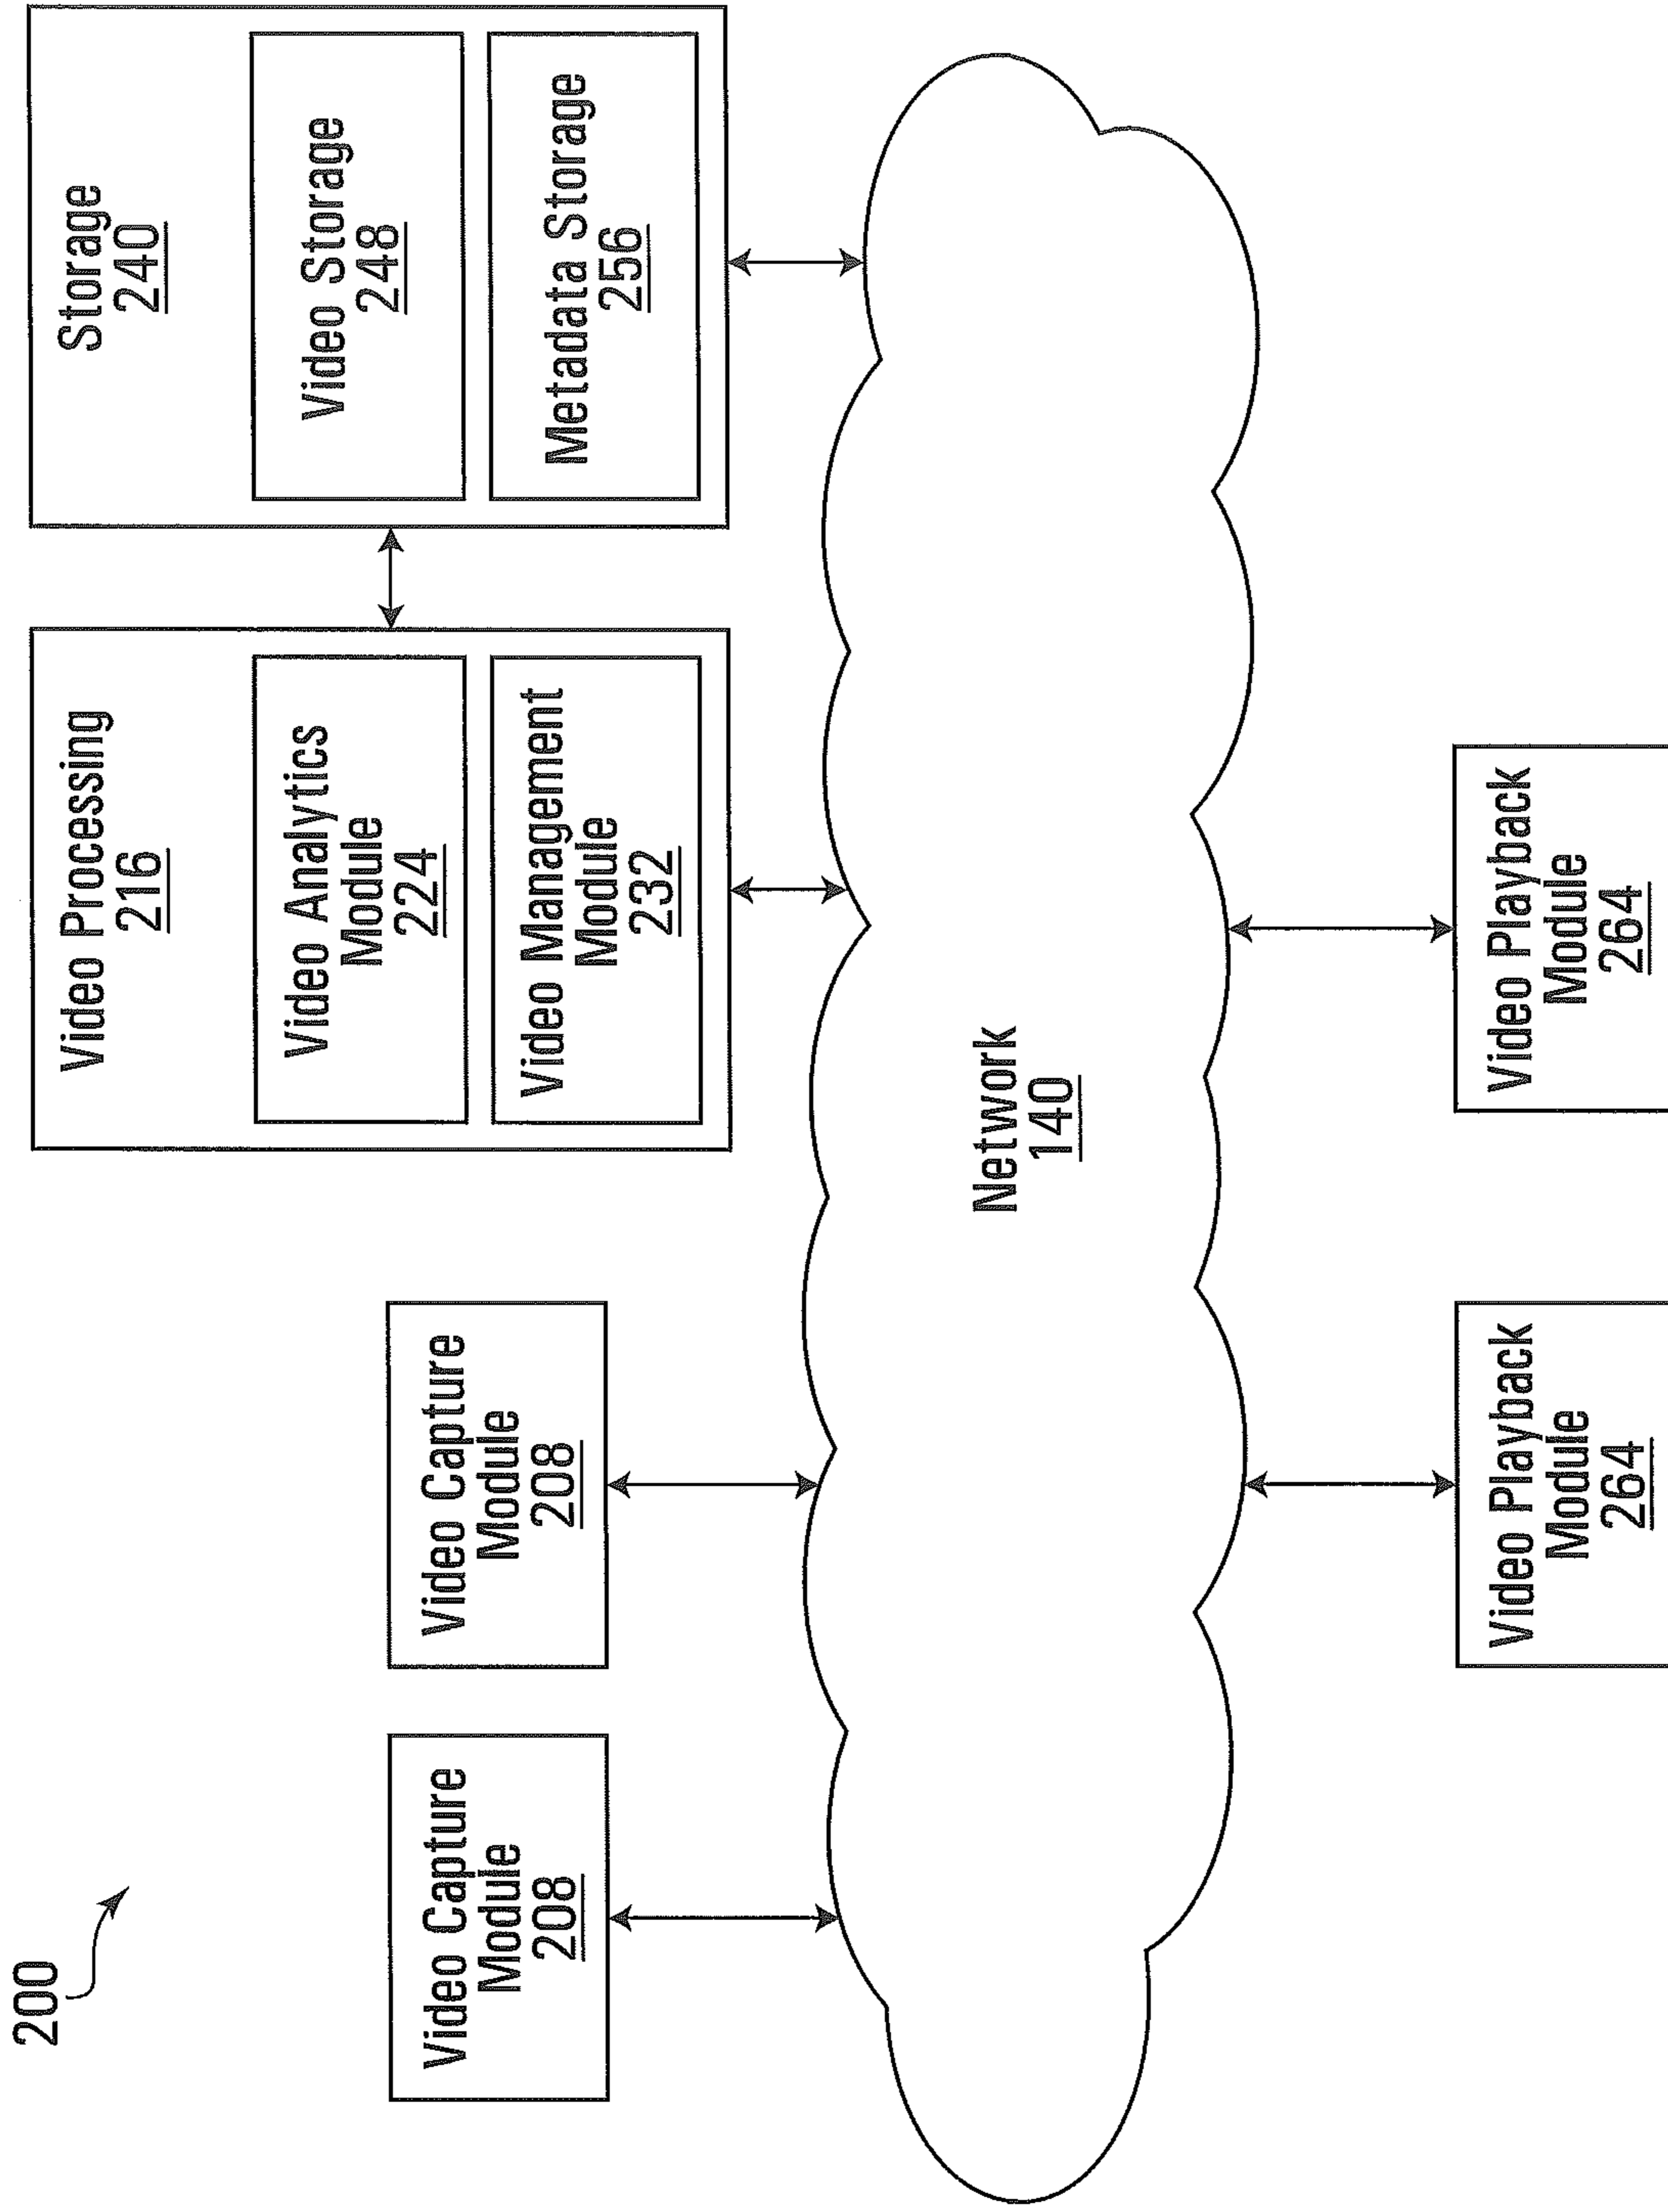 200
Video Capture
Module
208
Video Capture
Module
208
Video Processing
216
Video Analytics
Module
224
Video Management
Module
232
Storage
240
Video Storage
248
Metadata Storage
256
Network
140
Video Playback
Module
264
Video Playback
Module
264